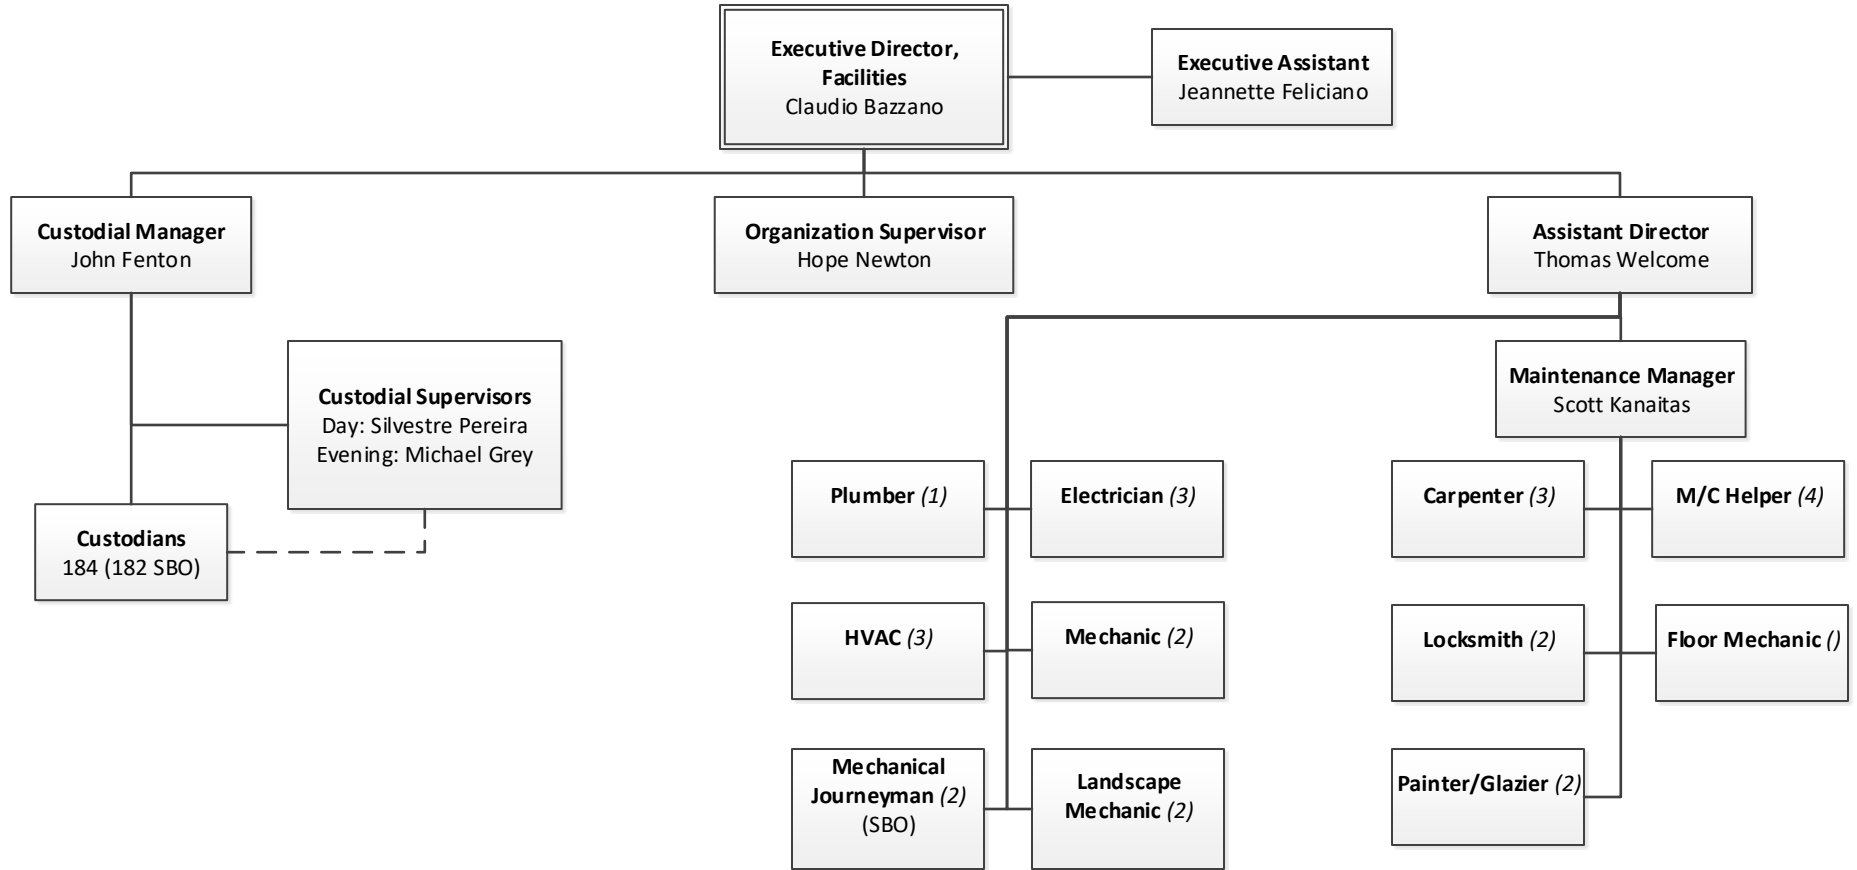 Executive Director,
Facilities
Claudio Bazzano
Executive Assistant
Jeannette Feliciano
Custodial Manager
John Fenton
Organization Supervisor
Hope Newton
Assistant Director
Thomas Welcome
Custodial Supervisors
Day: Silvestre Pereira
Evening: Michael Grey
Custodians
184 (182 SBO)
Maintenance Manager
Scott Kanaitas
Plumber (1)
Electrician (3)
Carpenter (3)
M/C Helper (4)
HVAC (3)
Mechanic (2)
Locksmith (2)
Floor Mechanic ()
Mechanical
Journeyman (2)
(SBO)
Landscape
Mechanic (2)
Painter/Glazier (2)